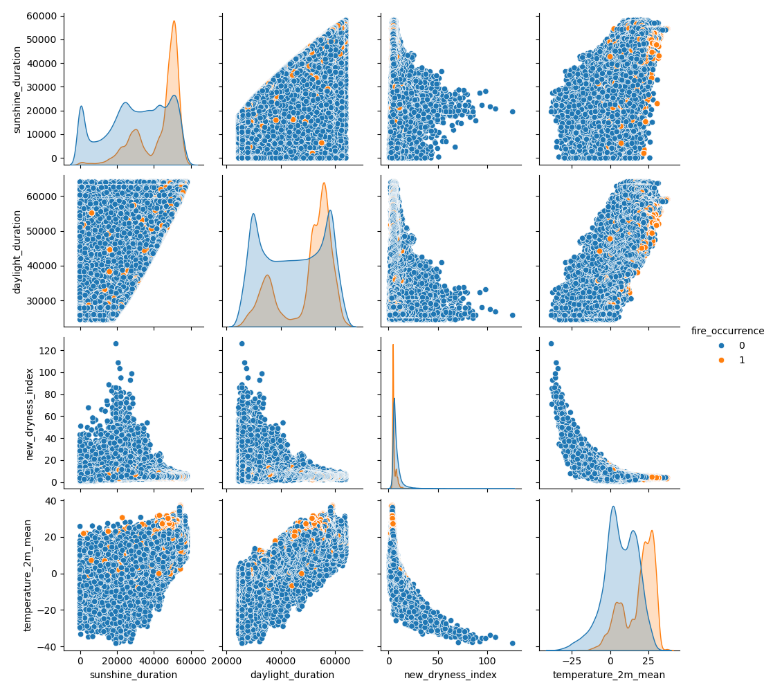 60000
50000
40000
30000
20000
10000
0
sunshine_duration
60000
50000
40000
30000
daylight_duration
fire_occurrence
0
1
120
100
80
60
40
20
0
new_dryness_index
40
20
0
−20
−40
temperature_2m_mean
0 20000 40000 60000
20000 40000 60000
0 50 100
−25 0 25
sunshine_duration
daylight_duration
new_dryness_index
temperature_2m_mean